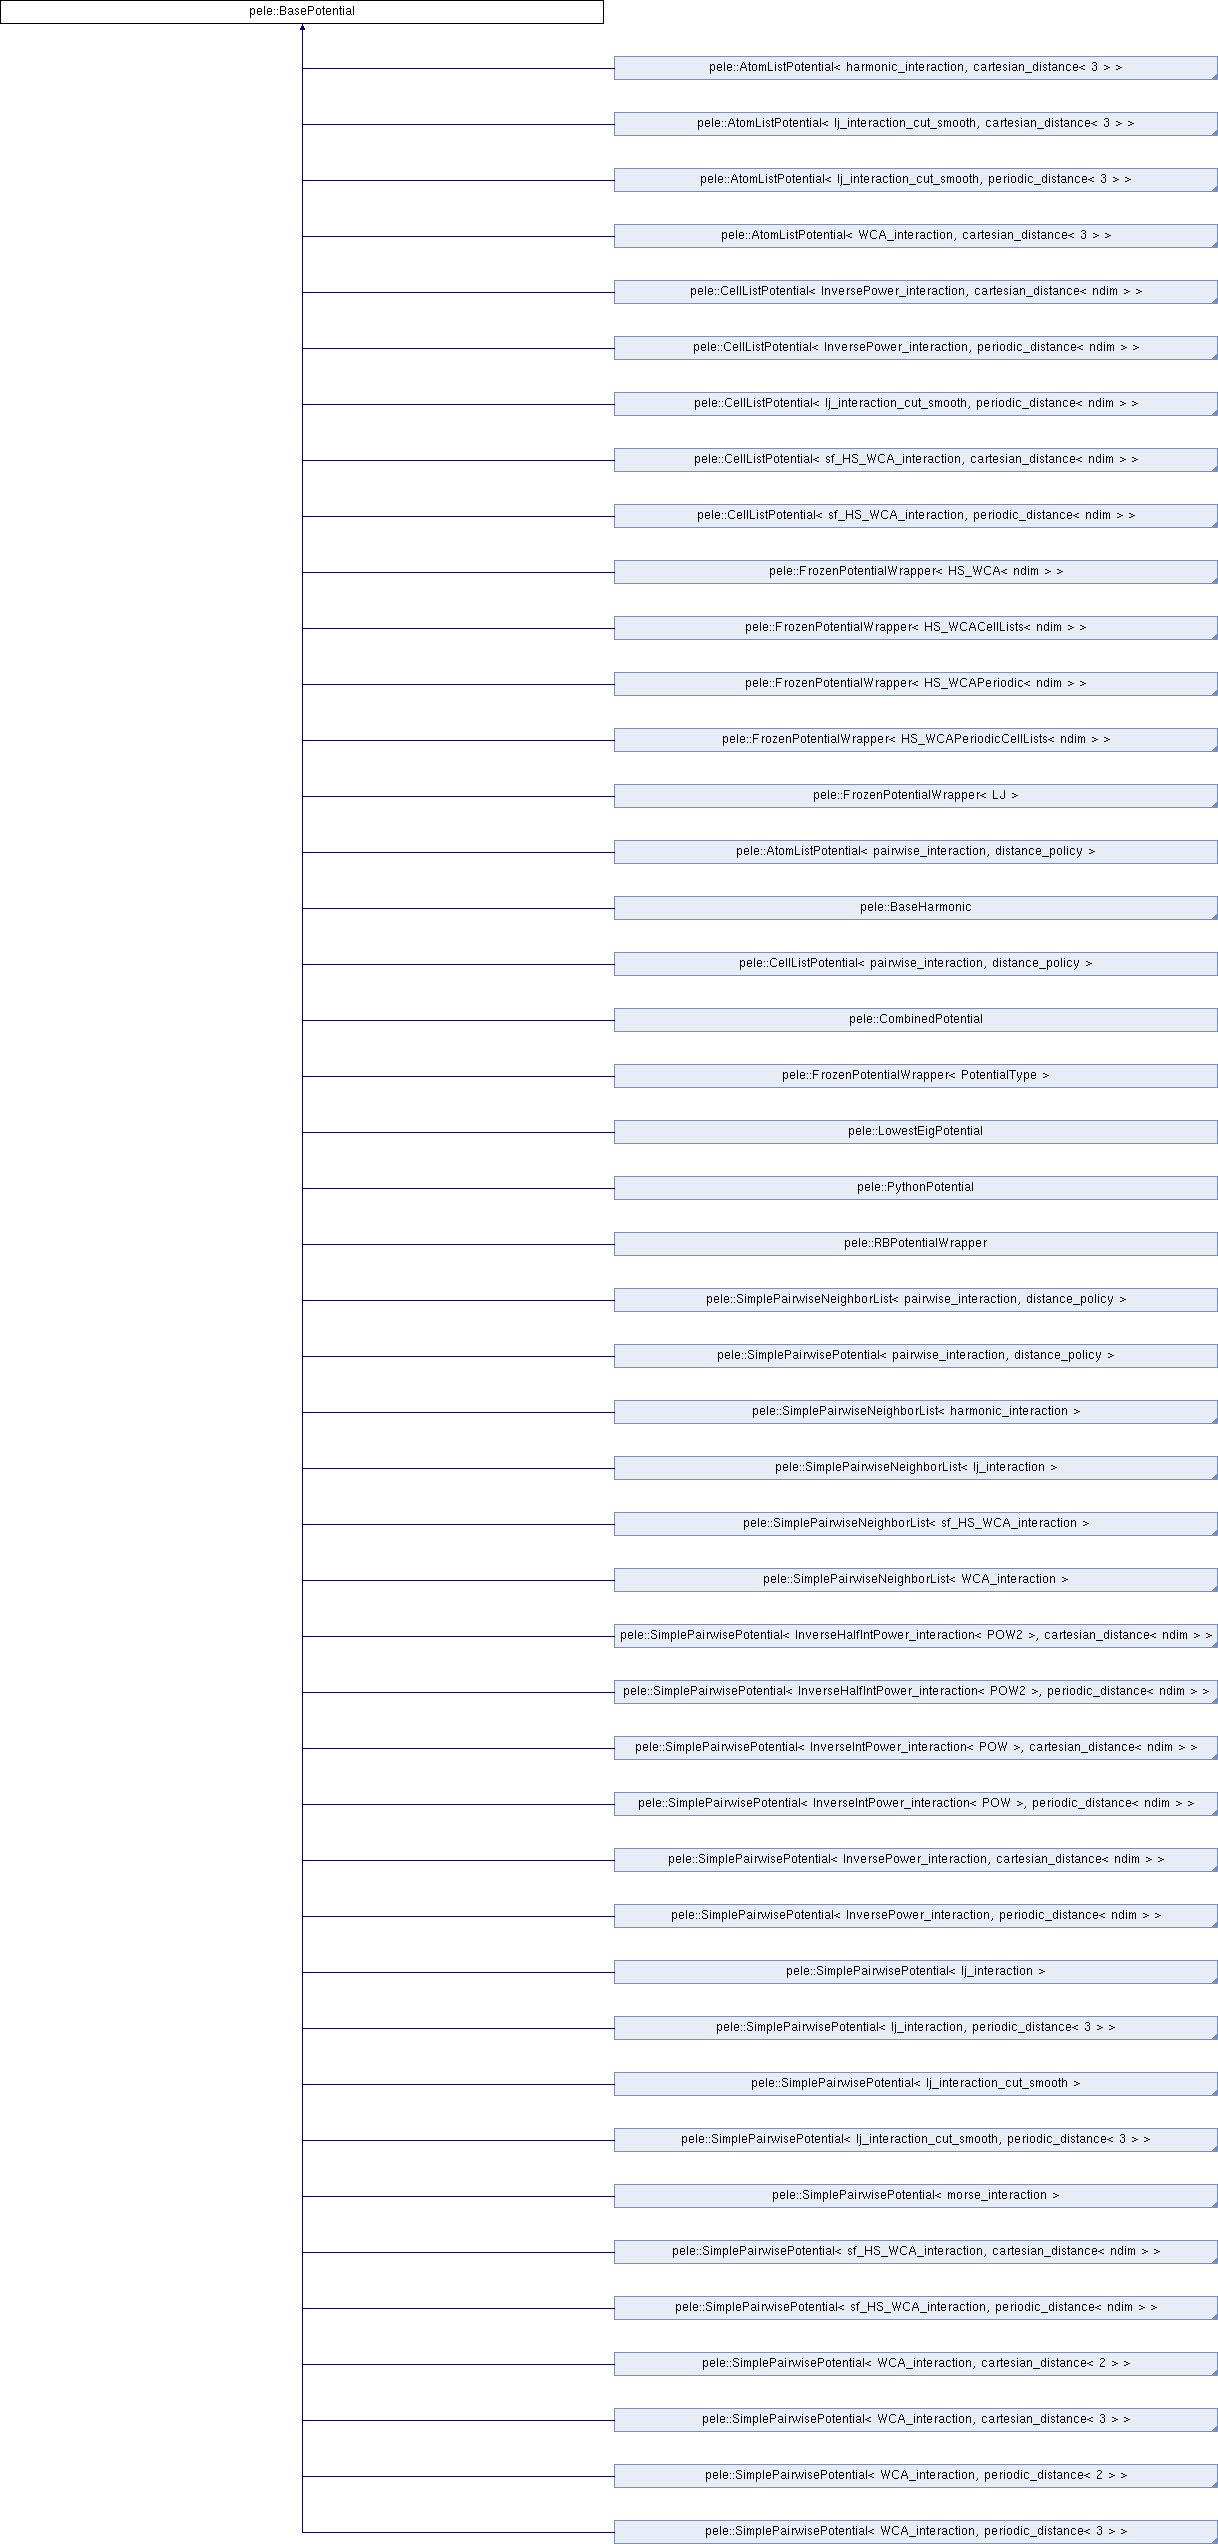 pele::BasePotential
pele::AtomListPotential< harmonic_interaction, cartesian_distance< 3 > >
pele::AtomListPotential< lj_interaction_cut_smooth, cartesian_distance< 3 > >
pele::AtomListPotential< lj_interaction_cut_smooth, periodic_distance< 3 > >
pele::AtomListPotential< WCA_interaction, cartesian_distance< 3 > >
pele::CellListPotential< InversePower_interaction, cartesian_distance< ndim > >
pele::CellListPotential< InversePower_interaction, periodic_distance< ndim > >
pele::CellListPotential< lj_interaction_cut_smooth, periodic_distance< ndim > >
pele::CellListPotential< sf_HS_WCA_interaction, cartesian_distance< ndim > >
pele::CellListPotential< sf_HS_WCA_interaction, periodic_distance< ndim > >
pele::FrozenPotentialWrapper< HS_WCA< ndim > >
pele::FrozenPotentialWrapper< HS_WCACellLists< ndim > >
pele::FrozenPotentialWrapper< HS_WCAPeriodic< ndim > >
pele::FrozenPotentialWrapper< HS_WCAPeriodicCellLists< ndim > >
pele::FrozenPotentialWrapper< LJ >
pele::AtomListPotential< pairwise_interaction, distance_policy >
pele::BaseHarmonic
pele::CellListPotential< pairwise_interaction, distance_policy >
pele::CombinedPotential
pele::FrozenPotentialWrapper< PotentialType >
pele::LowestEigPotential
pele::PythonPotential
pele::RBPotentialWrapper
pele::SimplePairwiseNeighborList< pairwise_interaction, distance_policy >
pele::SimplePairwisePotential< pairwise_interaction, distance_policy >
pele::SimplePairwiseNeighborList< harmonic_interaction >
pele::SimplePairwiseNeighborList< lj_interaction >
pele::SimplePairwiseNeighborList< sf_HS_WCA_interaction >
pele::SimplePairwiseNeighborList< WCA_interaction >
pele::SimplePairwisePotential< InverseHalfIntPower_interaction< POW2 >, cartesian_distance< ndim > >
pele::SimplePairwisePotential< InverseHalfIntPower_interaction< POW2 >, periodic_distance< ndim > >
pele::SimplePairwisePotential< InverseIntPower_interaction< POW >, cartesian_distance< ndim > >
pele::SimplePairwisePotential< InverseIntPower_interaction< POW >, periodic_distance< ndim > >
pele::SimplePairwisePotential< InversePower_interaction, cartesian_distance< ndim > >
pele::SimplePairwisePotential< InversePower_interaction, periodic_distance< ndim > >
pele::SimplePairwisePotential< lj_interaction >
pele::SimplePairwisePotential< lj_interaction, periodic_distance< 3 > >
pele::SimplePairwisePotential< lj_interaction_cut_smooth >
pele::SimplePairwisePotential< lj_interaction_cut_smooth, periodic_distance< 3 > >
pele::SimplePairwisePotential< morse_interaction >
pele::SimplePairwisePotential< sf_HS_WCA_interaction, cartesian_distance< ndim > >
pele::SimplePairwisePotential< sf_HS_WCA_interaction, periodic_distance< ndim > >
pele::SimplePairwisePotential< WCA_interaction, cartesian_distance< 2 > >
pele::SimplePairwisePotential< WCA_interaction, cartesian_distance< 3 > >
pele::SimplePairwisePotential< WCA_interaction, periodic_distance< 2 > >
pele::SimplePairwisePotential< WCA_interaction, periodic_distance< 3 > >